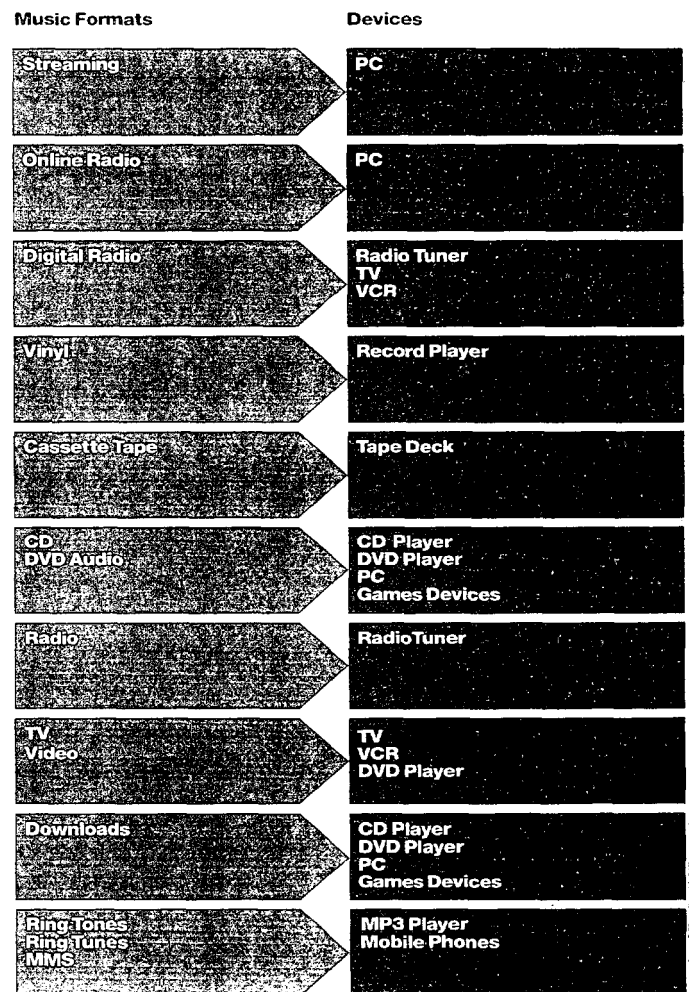 Music Formats
Devices
Streaming
PC
Online Radio
PC
Digital Radio
Radio Tuner
TV
VCR
Vinyl
Record Player
Cassette Tape
Tape Deck
CD
DVD Audio
CD Player
DVD Player
PC
Games Devices
Radio
RadioTuner
TV
Video
TV
VCR
DVD Player
Downloads
CD Player
DVD Player
PC
Games Devices
Ring Tones
Ring Tunes
MMS
MP3 Player
Mobile Phones